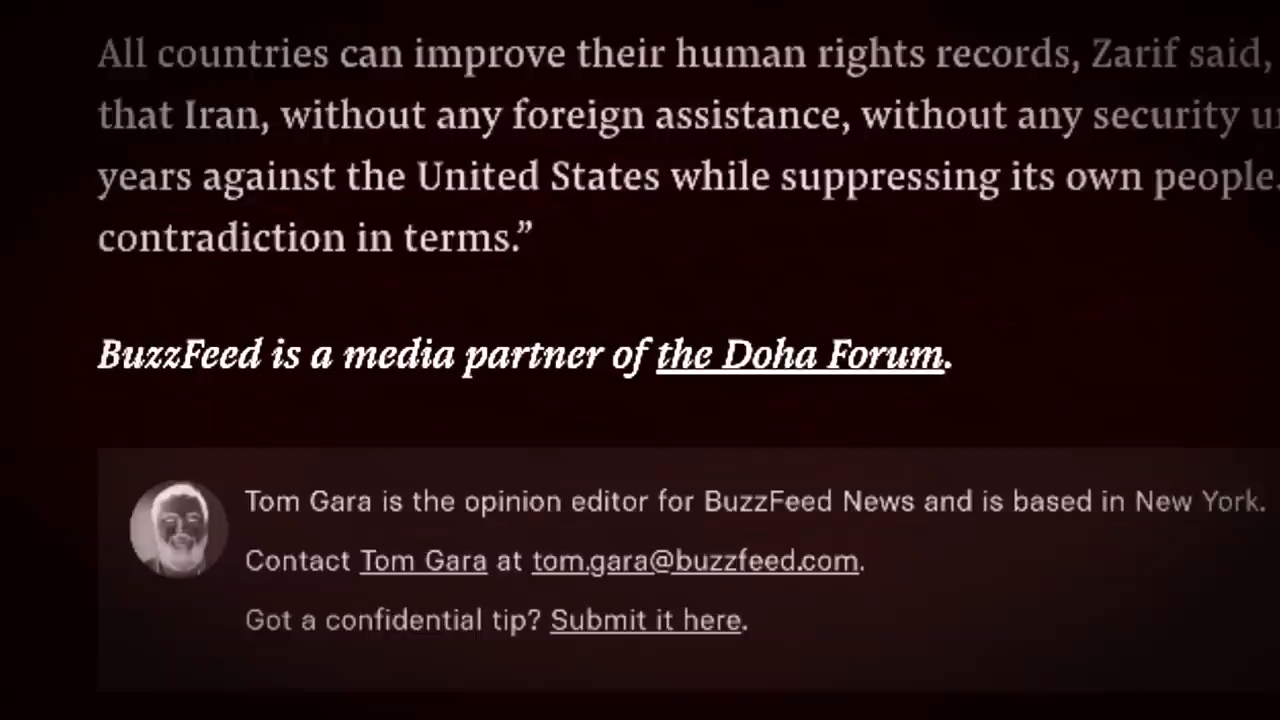 All countries can improve their human rights records, Zarif said,
that Iran, without any foreign assistance, without any security
years against the United States while suppressing its own people.
contradiction in terms.”
BuzzFeed is a media partner of the Doha Forum.
Tom Gara is the opinion editor for BuzzFeed News and is based in New York.
Contact Tom Gara at tom.gara@buzzfeed.com.
Got a confidential tip? Submit it here.